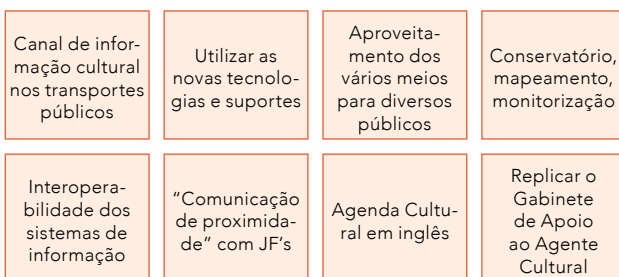 Canal de infor-
mação cultural
nos transportes
públicos
Utilizar as
novas tecnolo-
gias e suportes
Aproveita-
mento dos
vários meios
para diversos
públicos
Conservatório,
mapeamento,
monitorização
Interopera-
bilidade dos
sistemas de
informação
“Comunicação
de proximida-
de” com JF’s
Agenda Cultu-
ral em inglês
Replicar o
Gabinete
de Apoio
ao Agente
Cultural